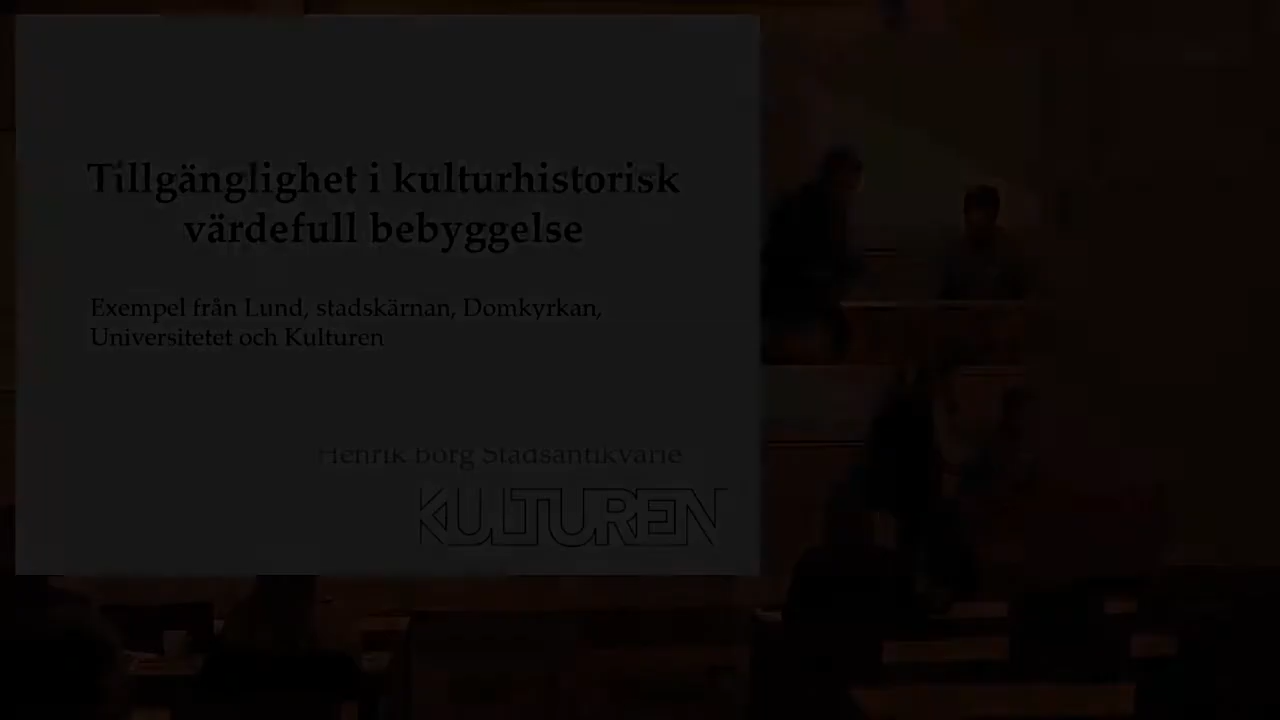 Tillgänglighet i kulturhistorisk
värdefull bebyggelse
Exempel från Lund, stadskärnan, Domkyrkan,
Universitetet och Kulturen
Henrik Borg Stadsantikvarie
KULTUREN